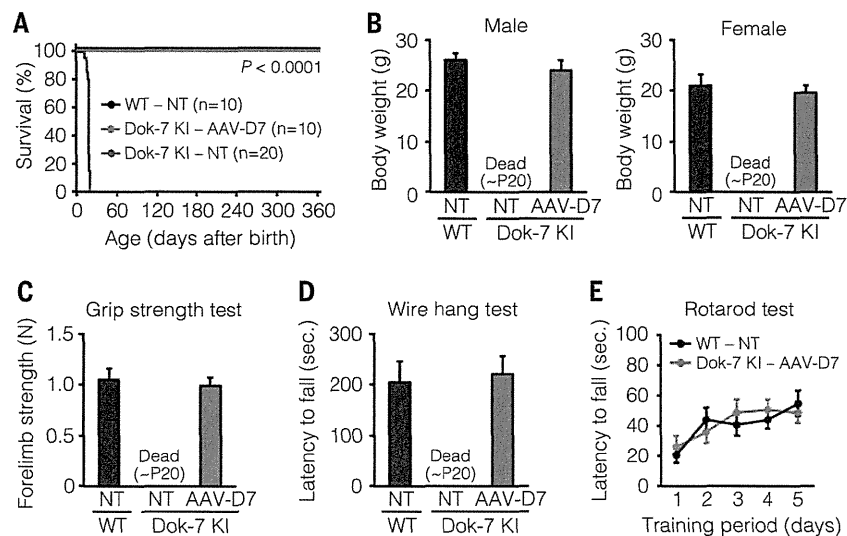 A
Survival (%)
100
80
60
40
20
0
P < 0.0001
WT – NT (n=10)
Dok-7 KI – AAV-D7 (n=10)
Dok-7 KI – NT (n=20)
0 60 120 180 240 300 360
Age (days after birth)
B
Male
Body weight (g)
30
20
10
0
Dead
(~P20)
NT NT AAV-D7
WT Dok-7 KI
Female
Body weight (g)
30
20
10
0
Dead
(~P20)
NT NT AAV-D7
WT Dok-7 KI
C
Grip strength test
Forelimb strength (N)
1.5
1.0
0.5
0
Dead
(~P20)
NT NT AAV-D7
WT Dok-7 KI
D
Wire hang test
Latency to fall (sec.)
300
200
100
0
Dead
(~P20)
NT NT AAV-D7
WT Dok-7 KI
E
Rotarod test
Latency to fall (sec.)
100
80
60
40
20
0
WT – NT
Dok-7 KI – AAV-D7
1 2 3 4 5
Training period (days)